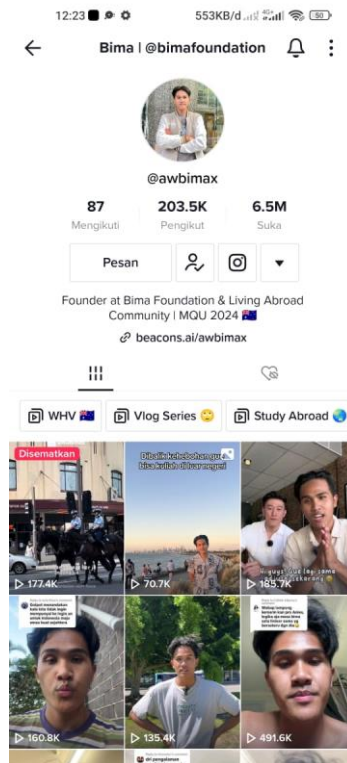 12:23
553KB/d
50
Bima | @bimafoundation
@awbimax
87
Mengikuti
203.5K
Pengikut
6.5M
Suka
Pesan
Founder at Bima Foundation & Living Abroad
Community | MQU 2024 🇦🇺
beacons.ai/awbimax
WHV 🇦🇺
Vlog Series 🙄
Study Abroad 🌏
Disematkan
177.4K
Dibalik kehebohan gue
bisa kuliah di luar negeri
70.7K
185.7K
160.8K
135.4K
491.6K